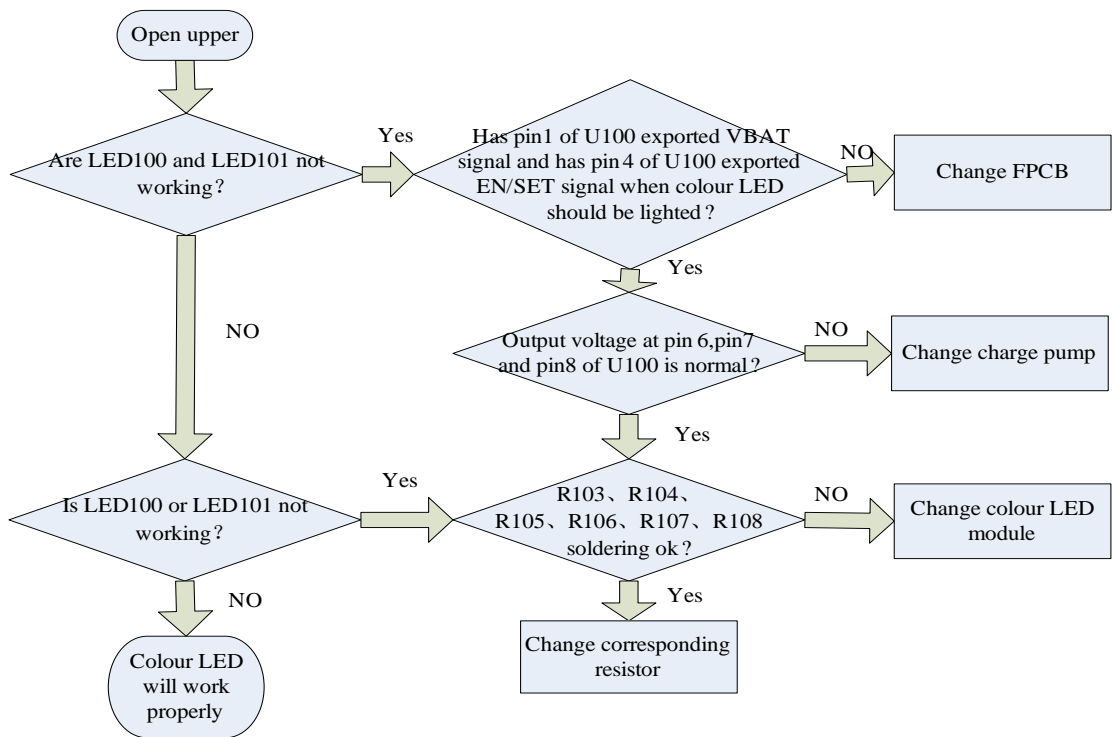 Open upper
Are LED100 and LED101 not
working?
Yes
Has pin1 of U100 exported VBAT
signal and has pin 4 of U100 exported
EN/SET signal when colour LED
should be lighted?
NO
Change FPCB
Yes
NO
Output voltage at pin 6,pin7
and pin8 of U100 is normal?
NO
Change charge pump
Yes
Is LED100 or LED101 not
working?
Yes
R103、R104、
R105、R106、R107、R108
soldering ok?
NO
Change colour LED
module
NO
Yes
Colour LED
will work
properly
Change corresponding
resistor